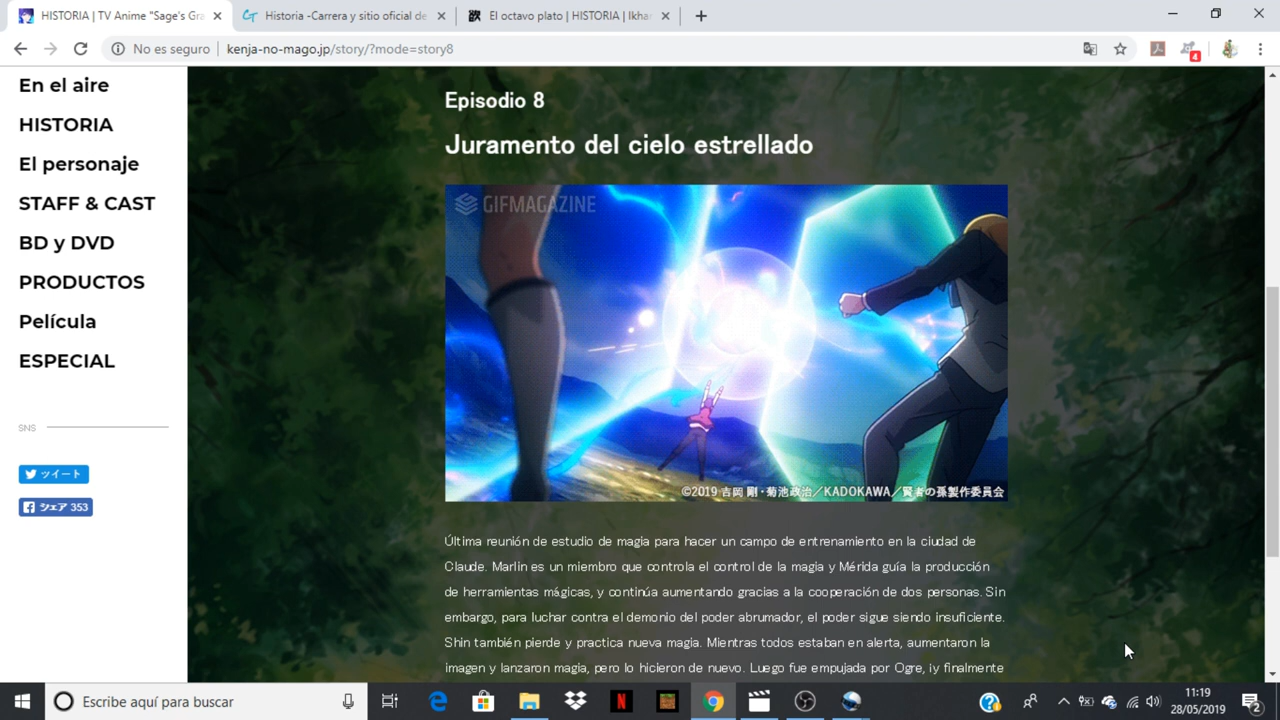 HISTORIA | TV Anime "Sage's Gra
Historia -Carrera y sitio oficial de
El octavo plato | HISTORIA | Ikhar
No es seguro
kenja-no-mago.jp/story/?mode=story8
4
En el aire
HISTORIA
El personaje
STAFF & CAST
BD y DVD
PRODUCTOS
Película
ESPECIAL
SNS
ツイート
シェア 353
Episodio 8
Juramento del cielo estrellado
GIFMAGAZINE
©2019 吉岡 剛・菊池政治／KADOKAWA／賢者の孫製作委員会
Última reunión de estudio de magia para hacer un campo de entrenamiento en la ciudad de
Claude. Marlin es un miembro que controla el control de la magia y Mérida guía la producción
de herramientas mágicas, y continúa aumentando gracias a la cooperación de dos personas. Sin
embargo, para luchar contra el demonio del poder abrumador, el poder sigue siendo insuficiente.
Shin también pierde y practica nueva magia. Mientras todos estaban en alerta, aumentaron la
imagen y lanzaron magia, pero lo hicieron de nuevo. Luego fue empujada por Ogre, ¡y finalmente
Escribe aquí para buscar
11:19
28/05/2019
2